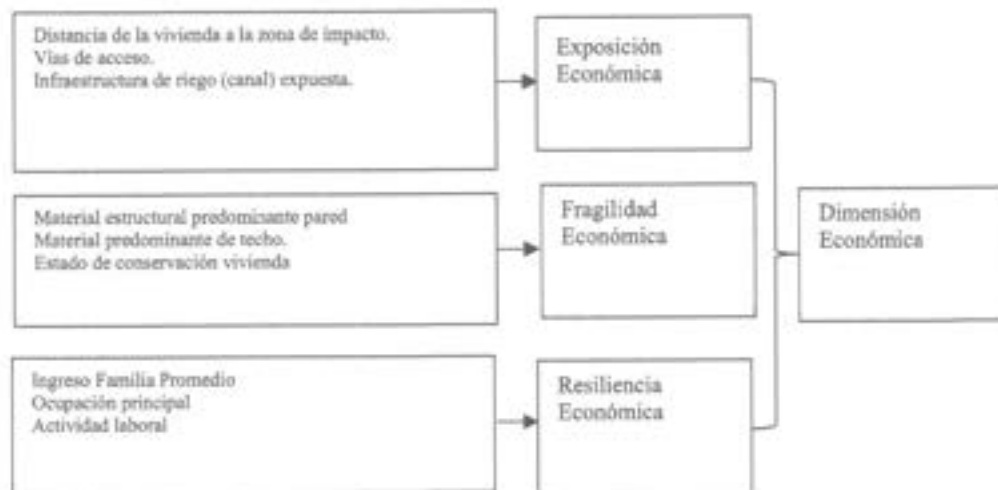 Distancia de la vivienda a la zona de impacto.
Vías de acceso.
Infraestructura de riego (canal) expuesta.
Exposición
Económica
Material estructural predominante pared
Material predominante de techo.
Estado de conservación vivienda
Fragilidad
Económica
Dimensión
Económica
Ingreso Familia Promedio
Ocupación principal
Actividad laboral
Resiliencia
Económica